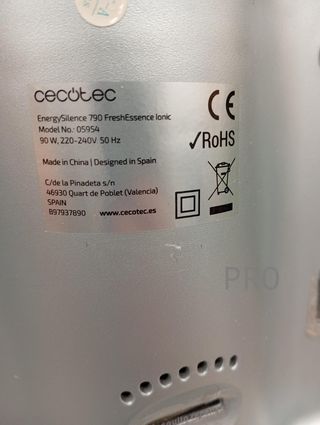 cecotec
EnergySilence 790 FreshEssence Ionic
Model No.: 05954
90 W, 220-240V 50 Hz
Made in China | Designed in Spain
C/de la Pinadeta s/n
46930 Quart de Poblet (Valencia)
SPAIN
B97937890 www.cecotec.es
CE
✓RoHS
PRO